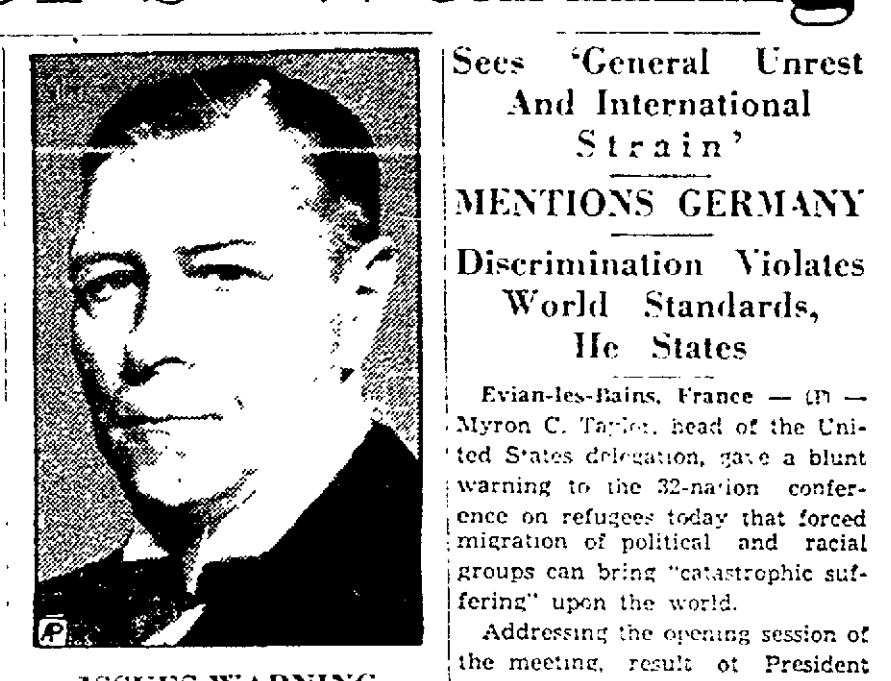 Sees 'General Unrest
And International
Strain'
MENTIONS GERMANY
Discrimination Violates
World Standards,
He States
Evian-les-Bains, France — (P) —
Myron C. Taylor, head of the Uni-
ted States delegation, gave a blunt
warning to the 32-nation confer-
ence on refugees today that forced
migration of political and racial
groups can bring "catastrophic suf-
fering" upon the world.
Addressing the opening session of
the meeting, result of President
AP
ISSUES WARNING